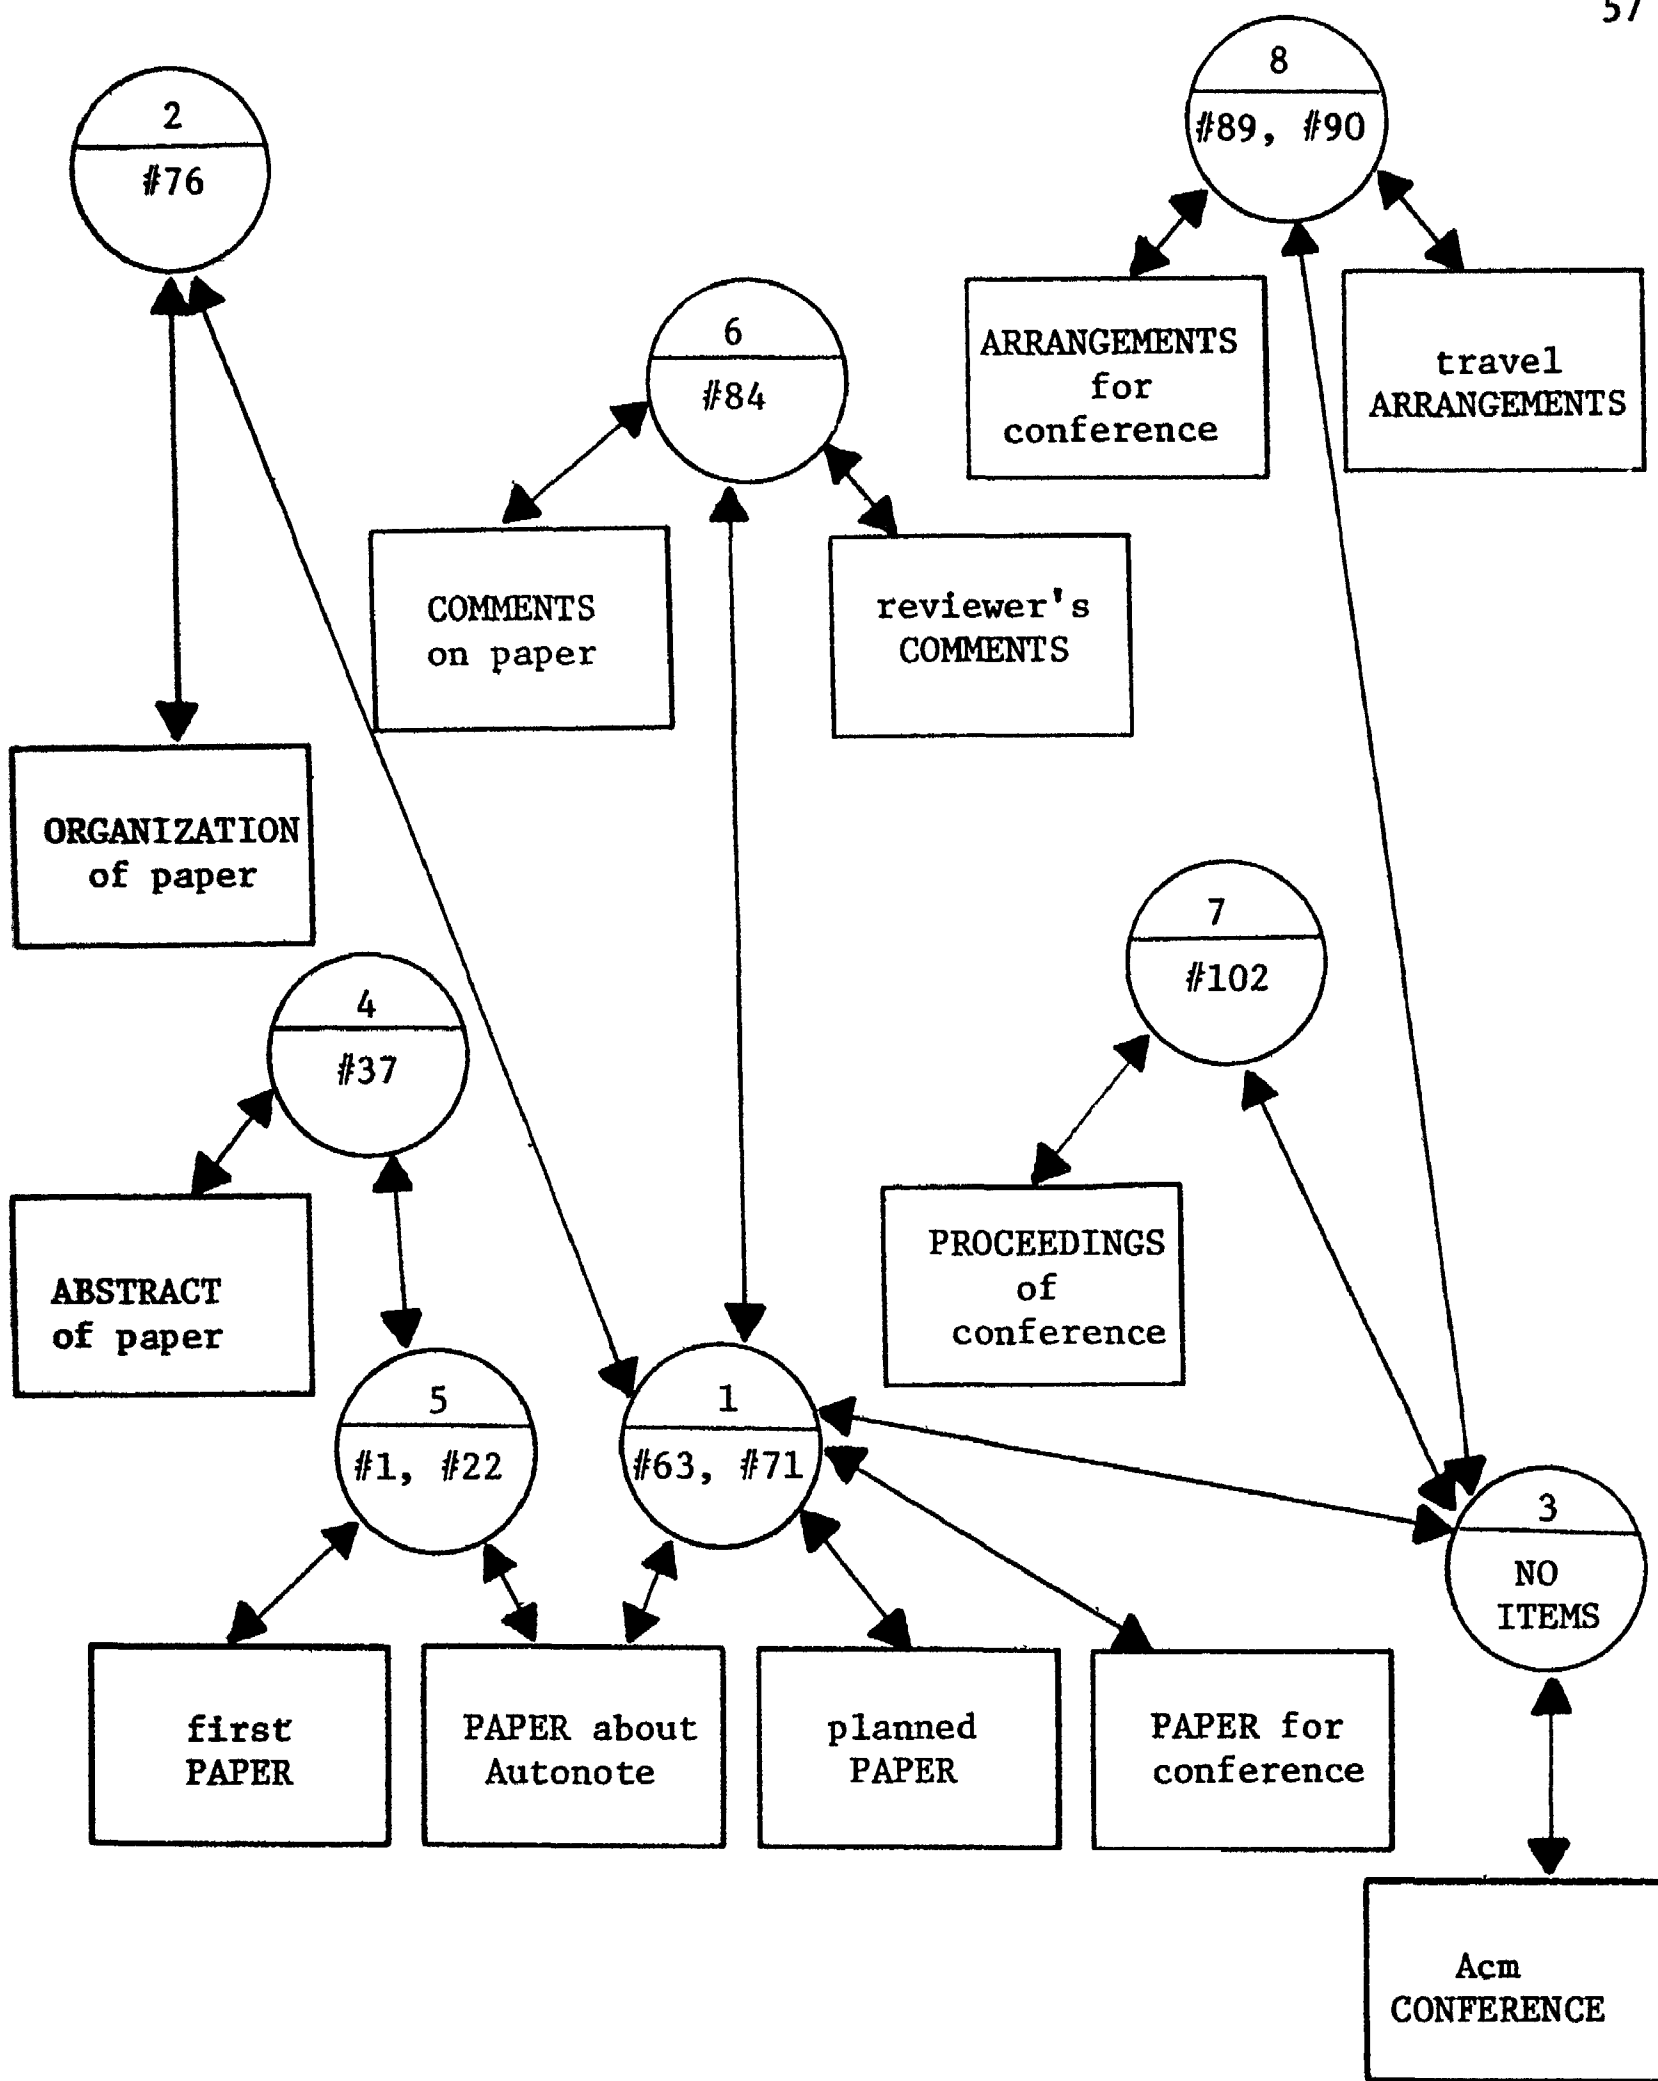 57
8
#89, #90
2
#76
6
#84
ARRANGEMENTS
for
conference
travel
ARRANGEMENTS
COMMENTS
on paper
reviewer's
COMMENTS
ORGANIZATION
of paper
7
#102
4
#37
PROCEEDINGS
of
conference
ABSTRACT
of paper
5
#1, #22
1
#63, #71
3
NO
ITEMS
first
PAPER
PAPER about
Autonote
planned
PAPER
PAPER for
conference
Acm
CONFERENCE